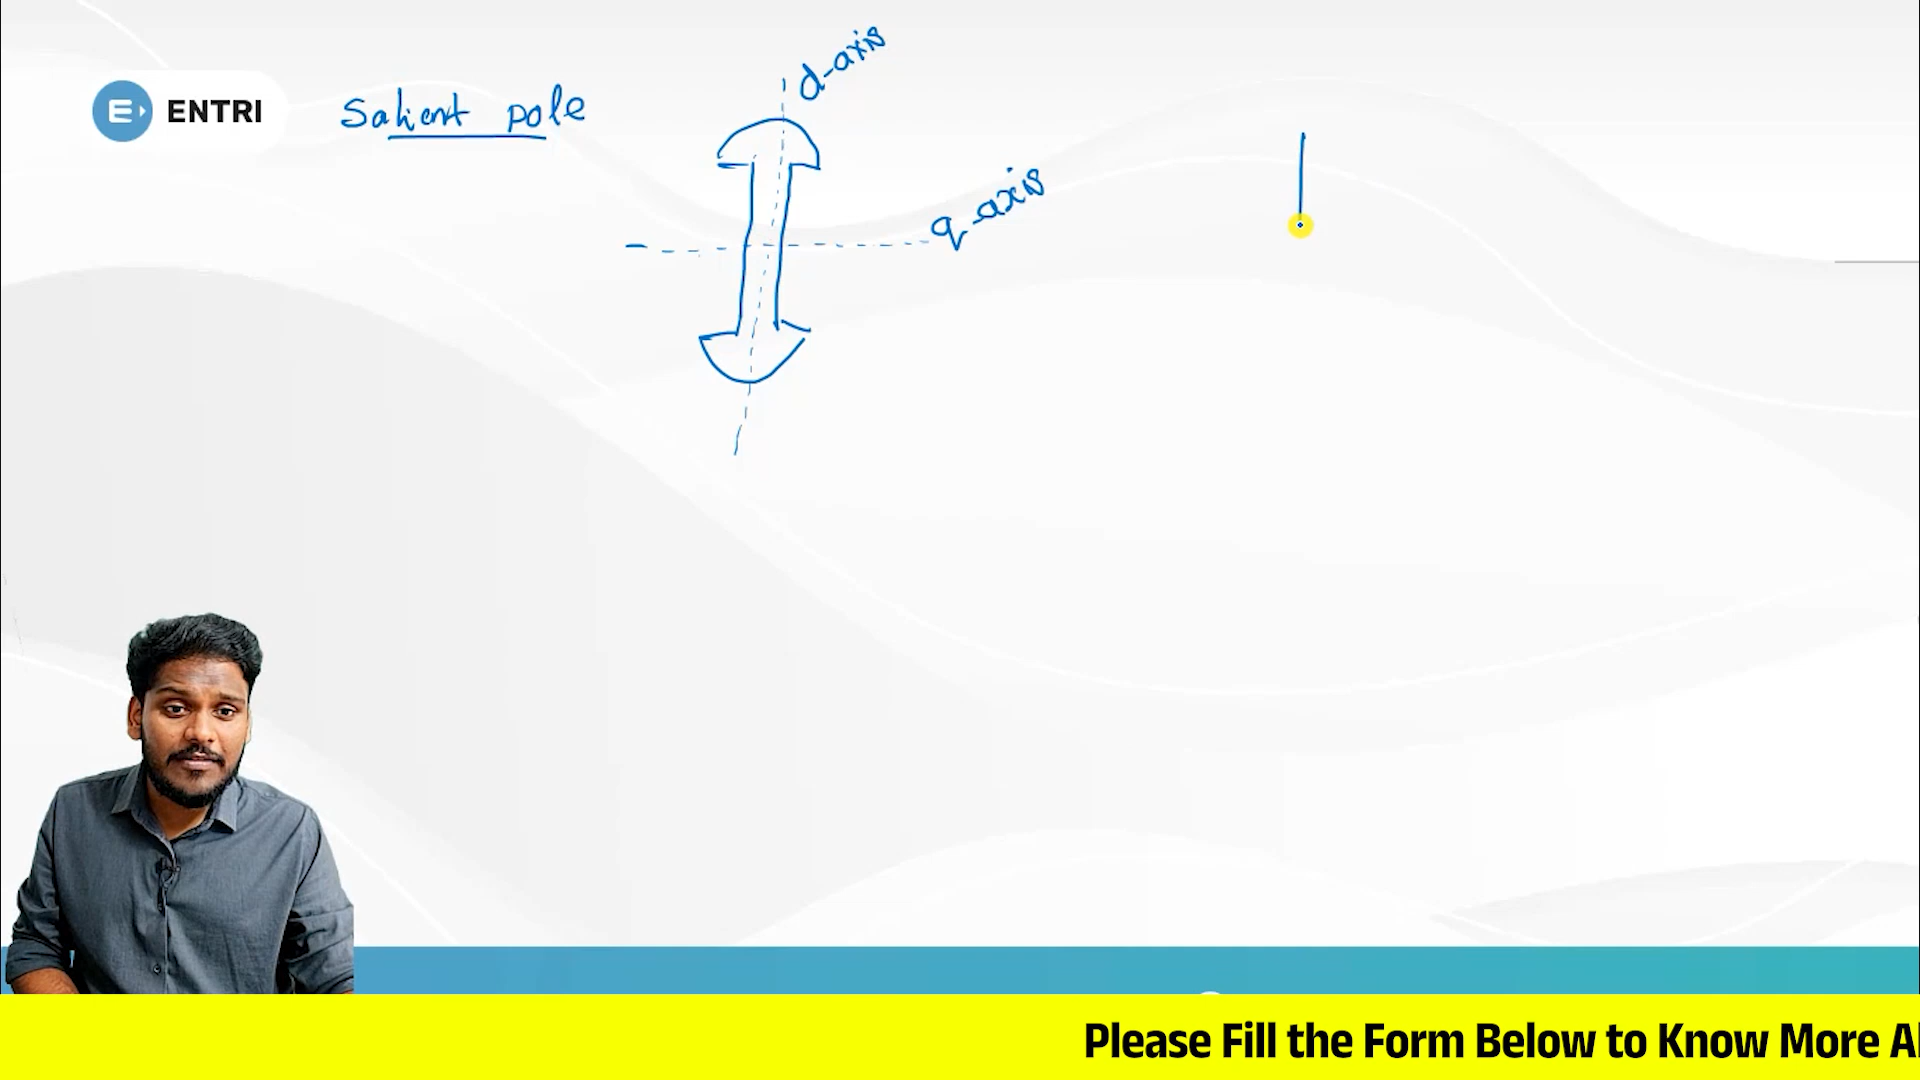 ENTRI
Salient pole
d-axis
q-axis
Please Fill the Form Below to Know More A